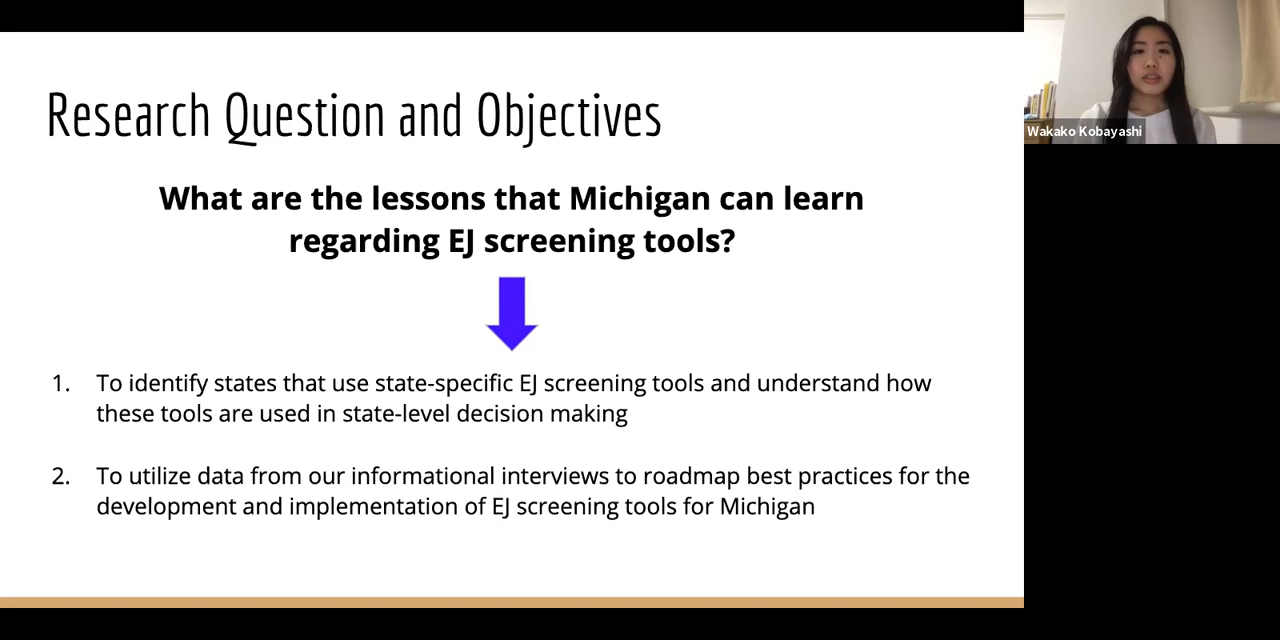 Research Question and Objectives
What are the lessons that Michigan can learn
regarding EJ screening tools?
1. To identify states that use state-specific EJ screening tools and understand how
these tools are used in state-level decision making
2. To utilize data from our informational interviews to roadmap best practices for the
development and implementation of EJ screening tools for Michigan
Wakako Kobayashi